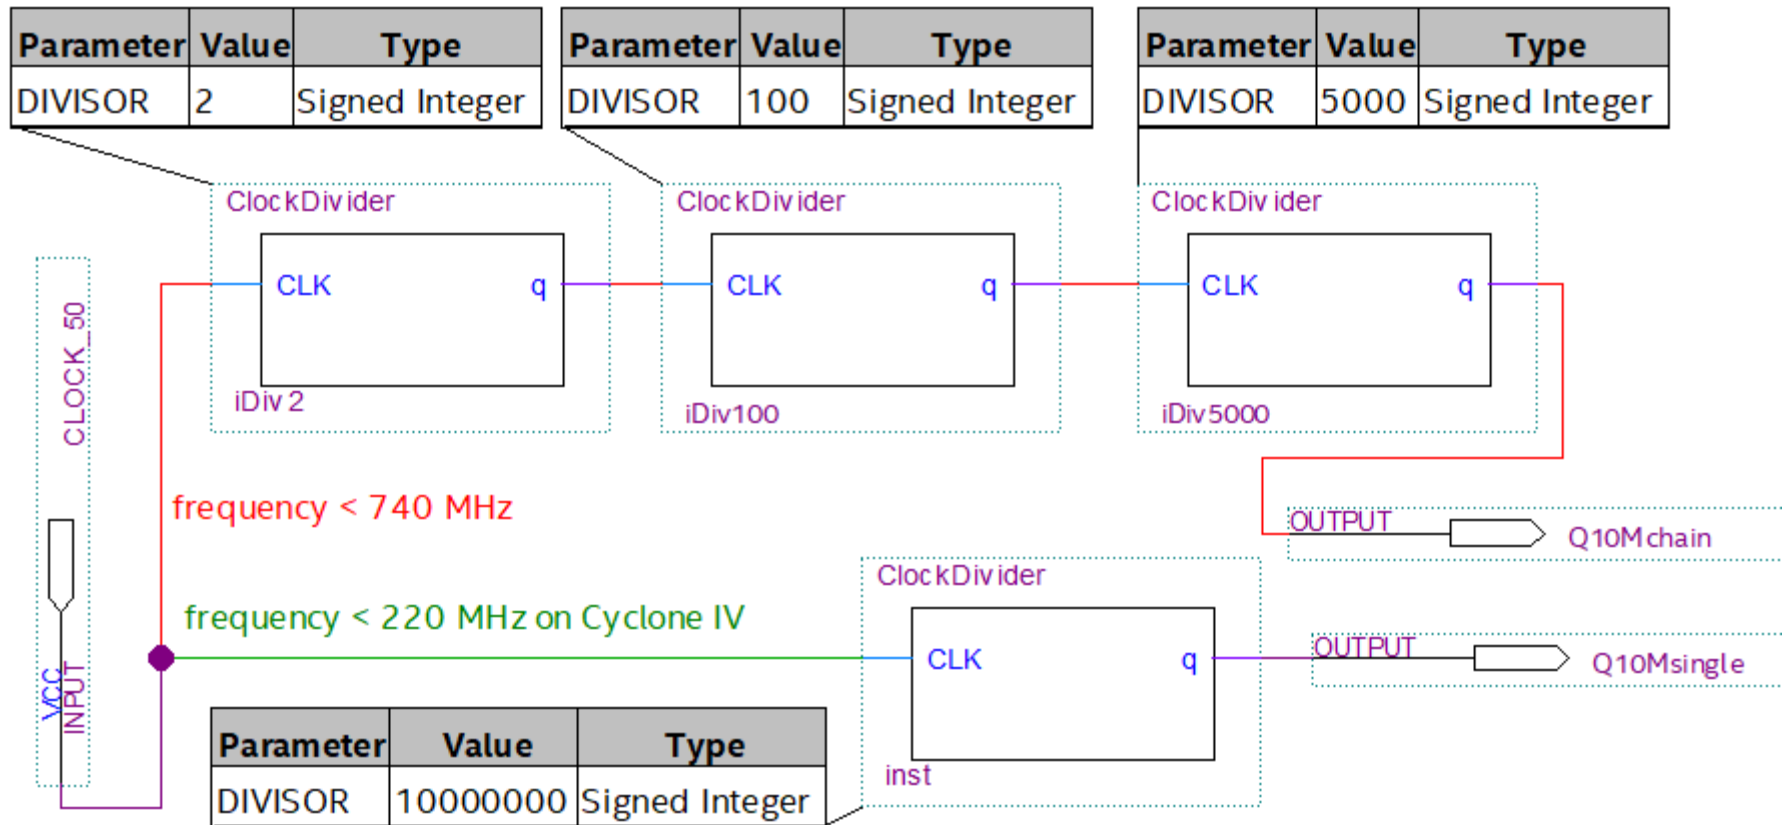 Parameter Value Type
DIVISOR 2 Signed Integer
Parameter Value Type
DIVISOR 100 Signed Integer
Parameter Value Type
DIVISOR 5000 Signed Integer
ClockDivider
CLK q
iDiv2
ClockDivider
CLK q
iDiv100
ClockDivider
CLK q
iDiv5000
CLOCK_50
VCC
INPUT
frequency < 740 MHz
OUTPUT
Q10Mchain
frequency < 220 MHz on Cyclone IV
ClockDivider
CLK q
inst
OUTPUT
Q10Msingle
Parameter Value Type
DIVISOR 10000000 Signed Integer